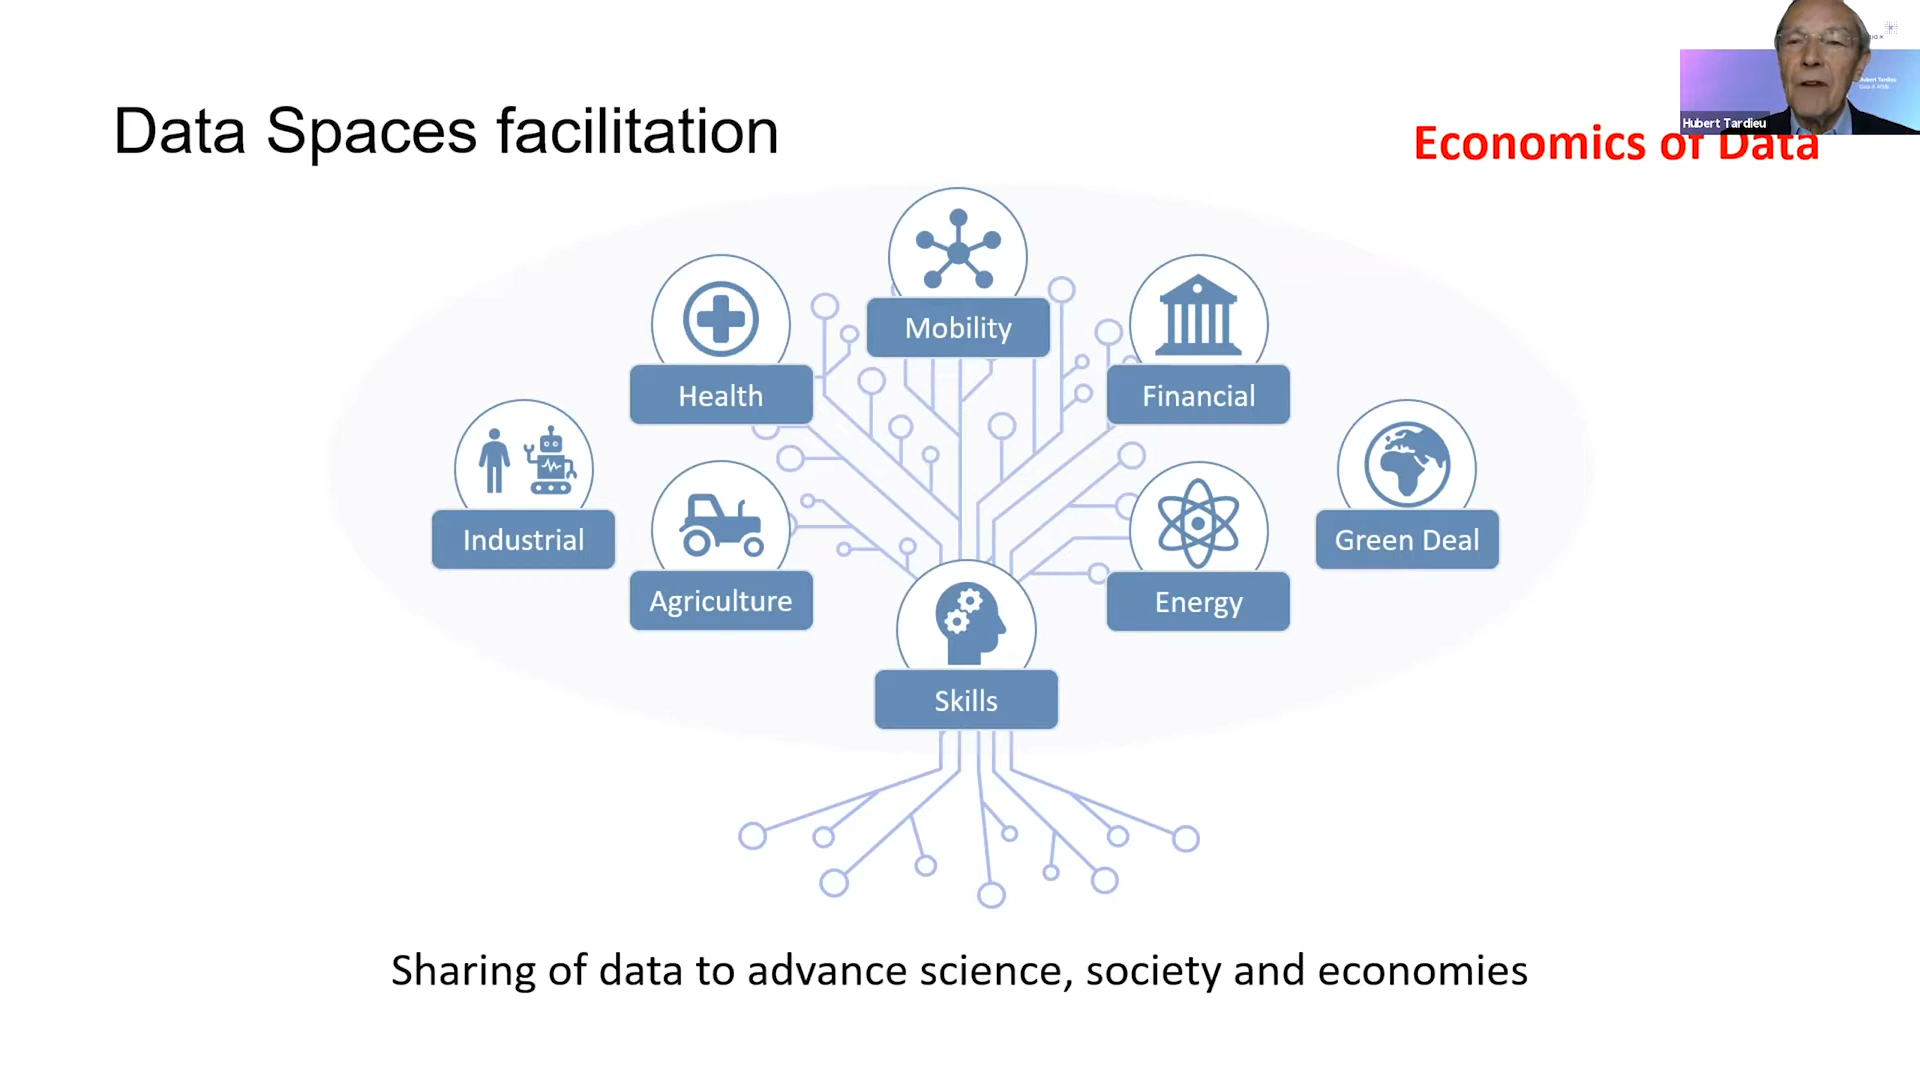 Data Spaces facilitation
Economics of Data
Hubert Tardieu
Mobility
Health
Financial
Industrial
Agriculture
Energy
Green Deal
Skills
Sharing of data to advance science, society and economies